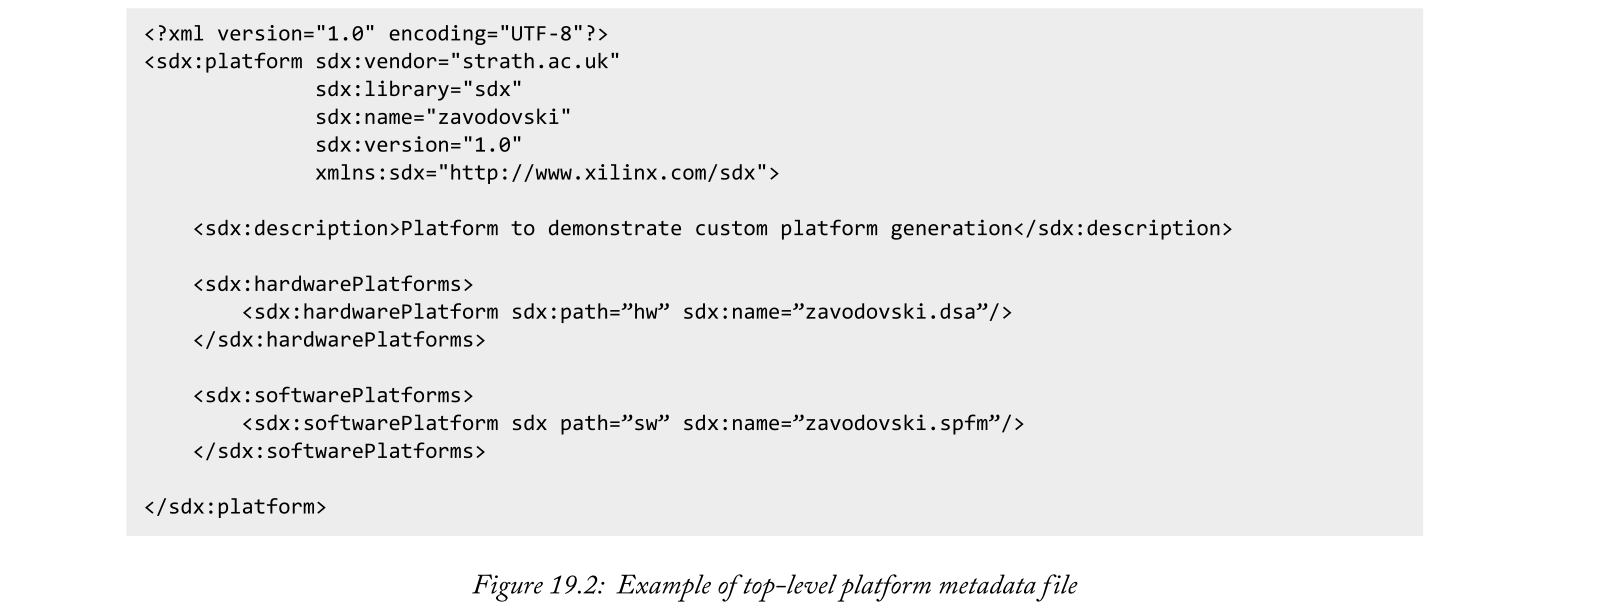 <?xml version="1.0" encoding="UTF-8"?>
<sdx:platform sdx:vendor="strath.ac.uk"
              sdx:library="sdx"
              sdx:name="zavodovski"
              sdx:version="1.0"
              xmlns:sdx="http://www.xilinx.com/sdx">

    <sdx:description>Platform to demonstrate custom platform generation</sdx:description>

    <sdx:hardwarePlatforms>
        <sdx:hardwarePlatform sdx:path=”hw” sdx:name=”zavodovski.dsa”/>
    </sdx:hardwarePlatforms>

    <sdx:softwarePlatforms>
        <sdx:softwarePlatform sdx path=”sw” sdx:name=”zavodovski.spfm”/>
    </sdx:softwarePlatforms>

</sdx:platform>
Figure 19.2: Example of top-level platform metadata file